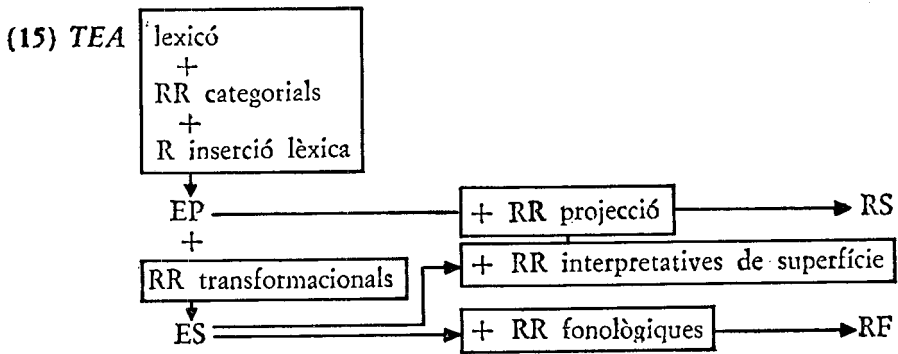 (15) TEA lexicó
+
RR categorials
+
R inserció lèxica
EP + RR projecció RS
+
+ RR interpretatives de superfície
RR transformacionals
ES + RR fonològiques RF